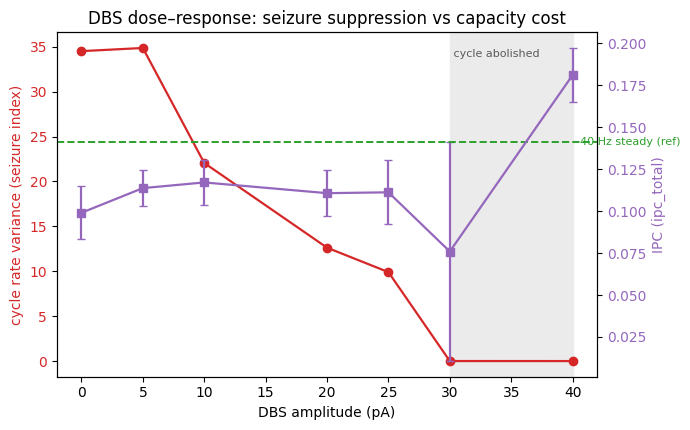 DBS dose–response: seizure suppression vs capacity cost
cycle rate variance (seizure index)
35
30
25
20
15
10
5
0
cycle abolished
40 Hz steady (ref)
0.200
0.175
0.150
0.125
0.100
0.075
0.050
0.025
IPC (ipc_total)
0 5 10 15 20 25 30 35 40
DBS amplitude (pA)